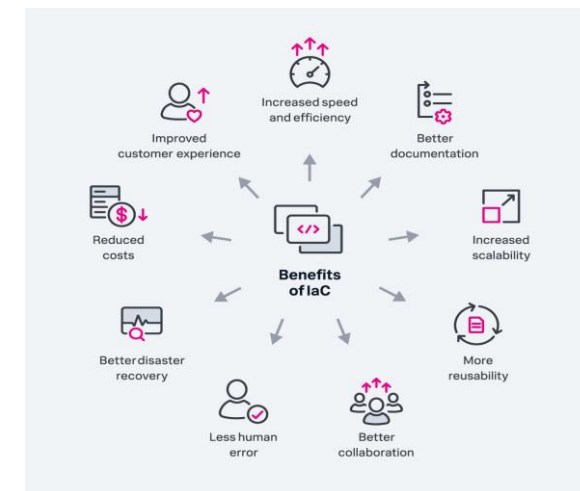 Increased speed
and efficiency
Better
documentation
Increased
scalability
More
reusability
Better
collaboration
Less human
error
Better disaster
recovery
Reduced
costs
Improved
customer experience
$
</>
Benefits
of IaC